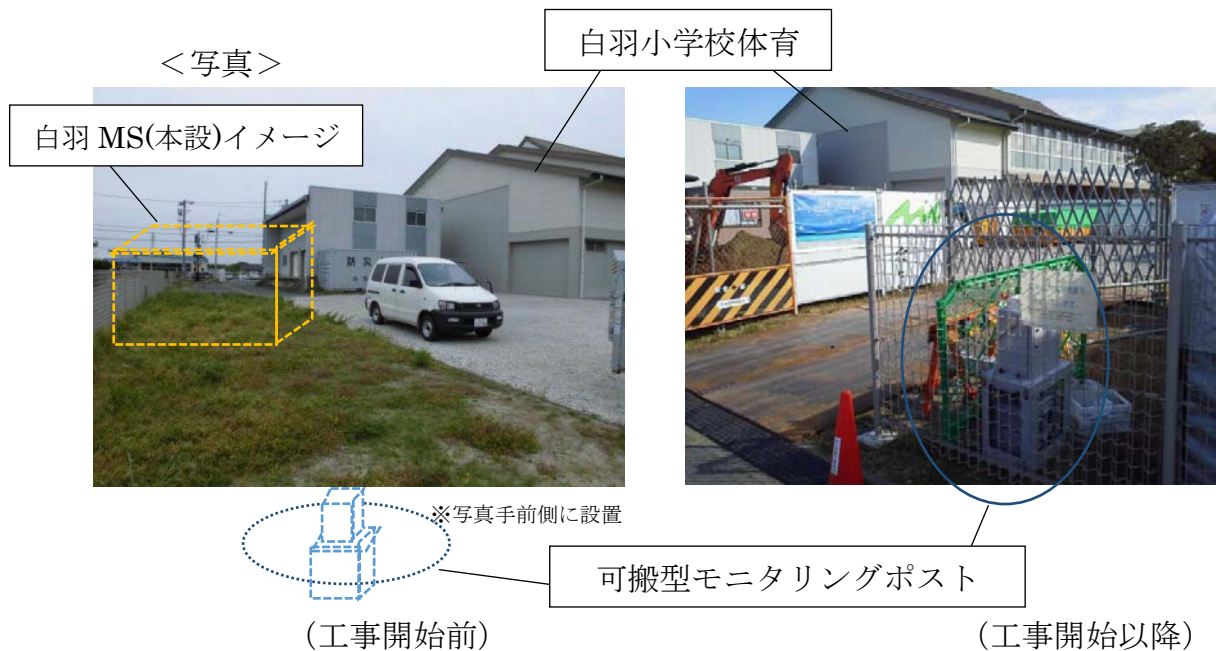 白羽小学校体育
＜写真＞
白羽 MS(本設)イメージ
防災
※写真手前側に設置
可搬型モニタリングポスト
（工事開始前）
（工事開始以降）